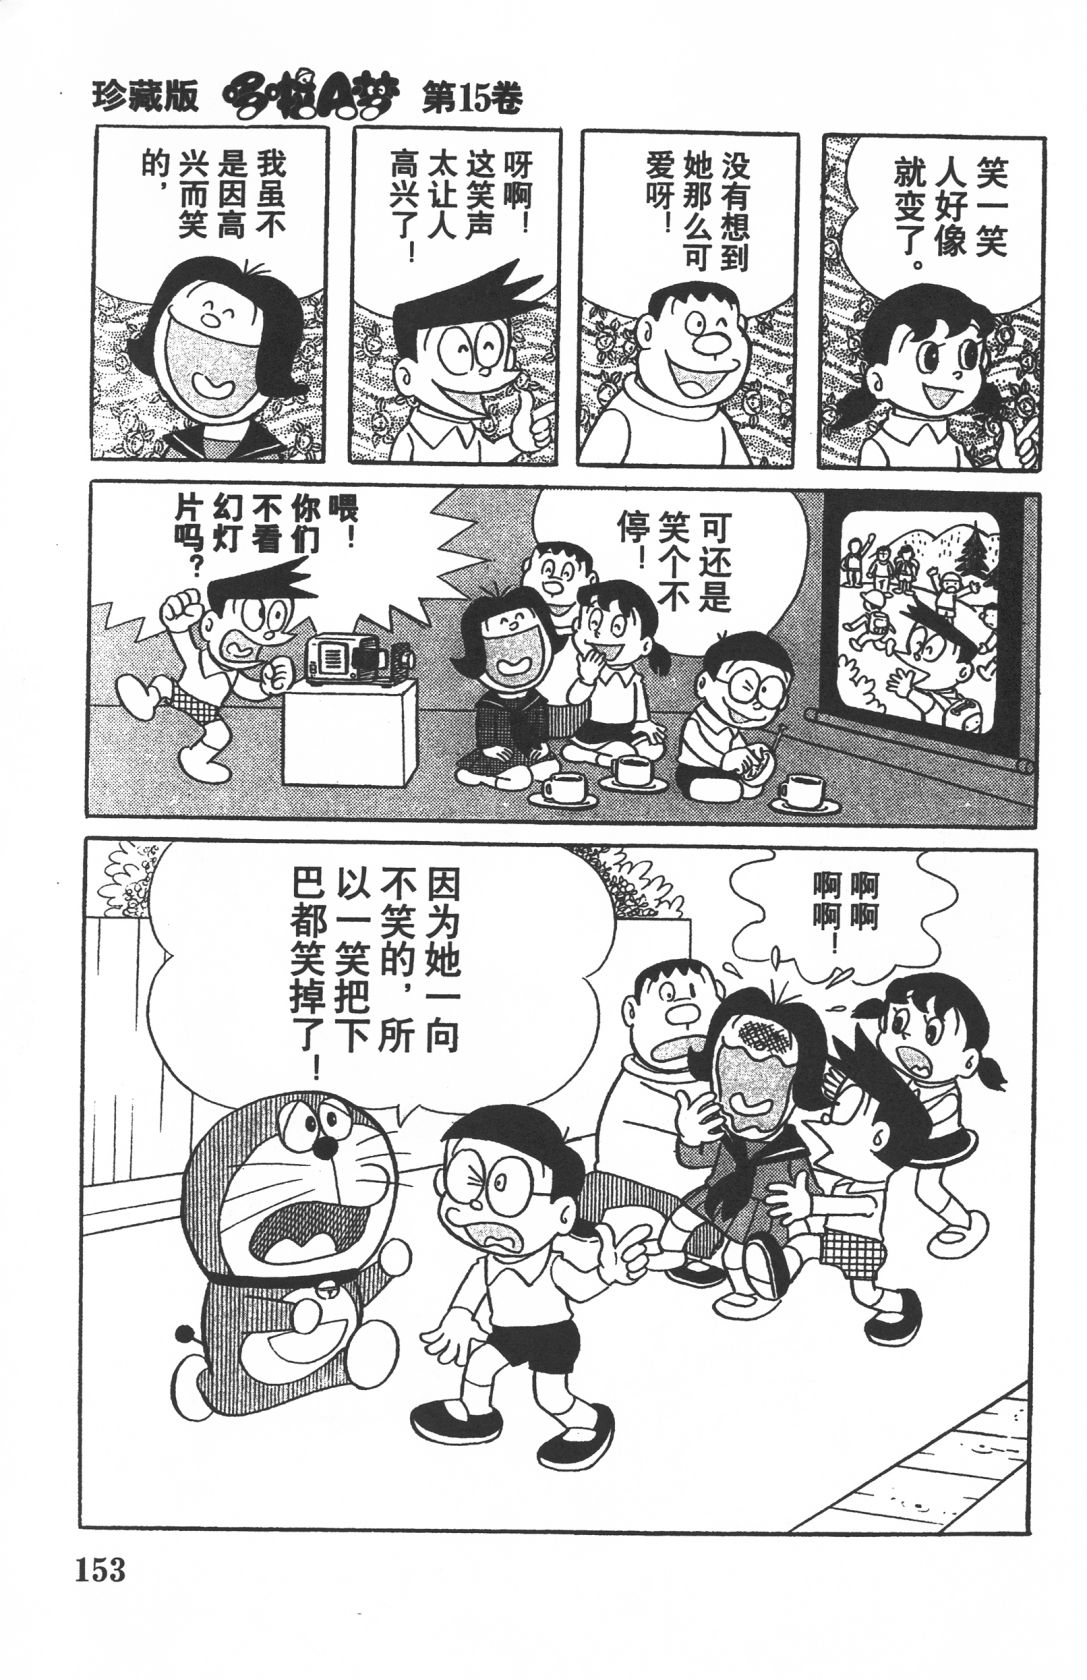 珍藏版 哆啦A梦 第15卷
笑一笑
人好像
就变了。
没有想到
她那么可
爱呀！
呀啊！
这笑声
太让人
高兴了！
我虽不
是因高
兴而笑
的，
可还是
笑个不
停！
喂！
你们
不看
幻灯
片吗？
啊啊
啊啊！
因为她一向
不笑的，所
以一笑把下
巴都笑掉了！
153